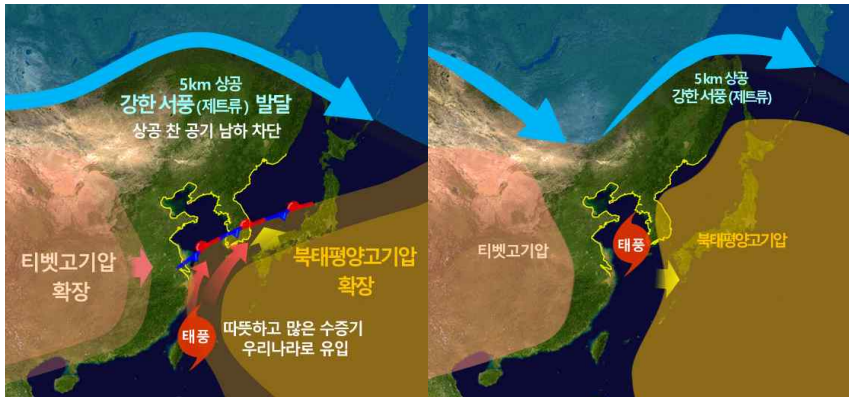 5km 상공
강한 서풍(제트류) 발달
상공 찬 공기 남하 차단
티벳고기압
확장
북태평양고기압
확장
태풍
따뜻하고 많은 수증기
우리나라로 유입
5km 상공
강한 서풍(제트류)
티벳고기압
태풍
북태평양고기압